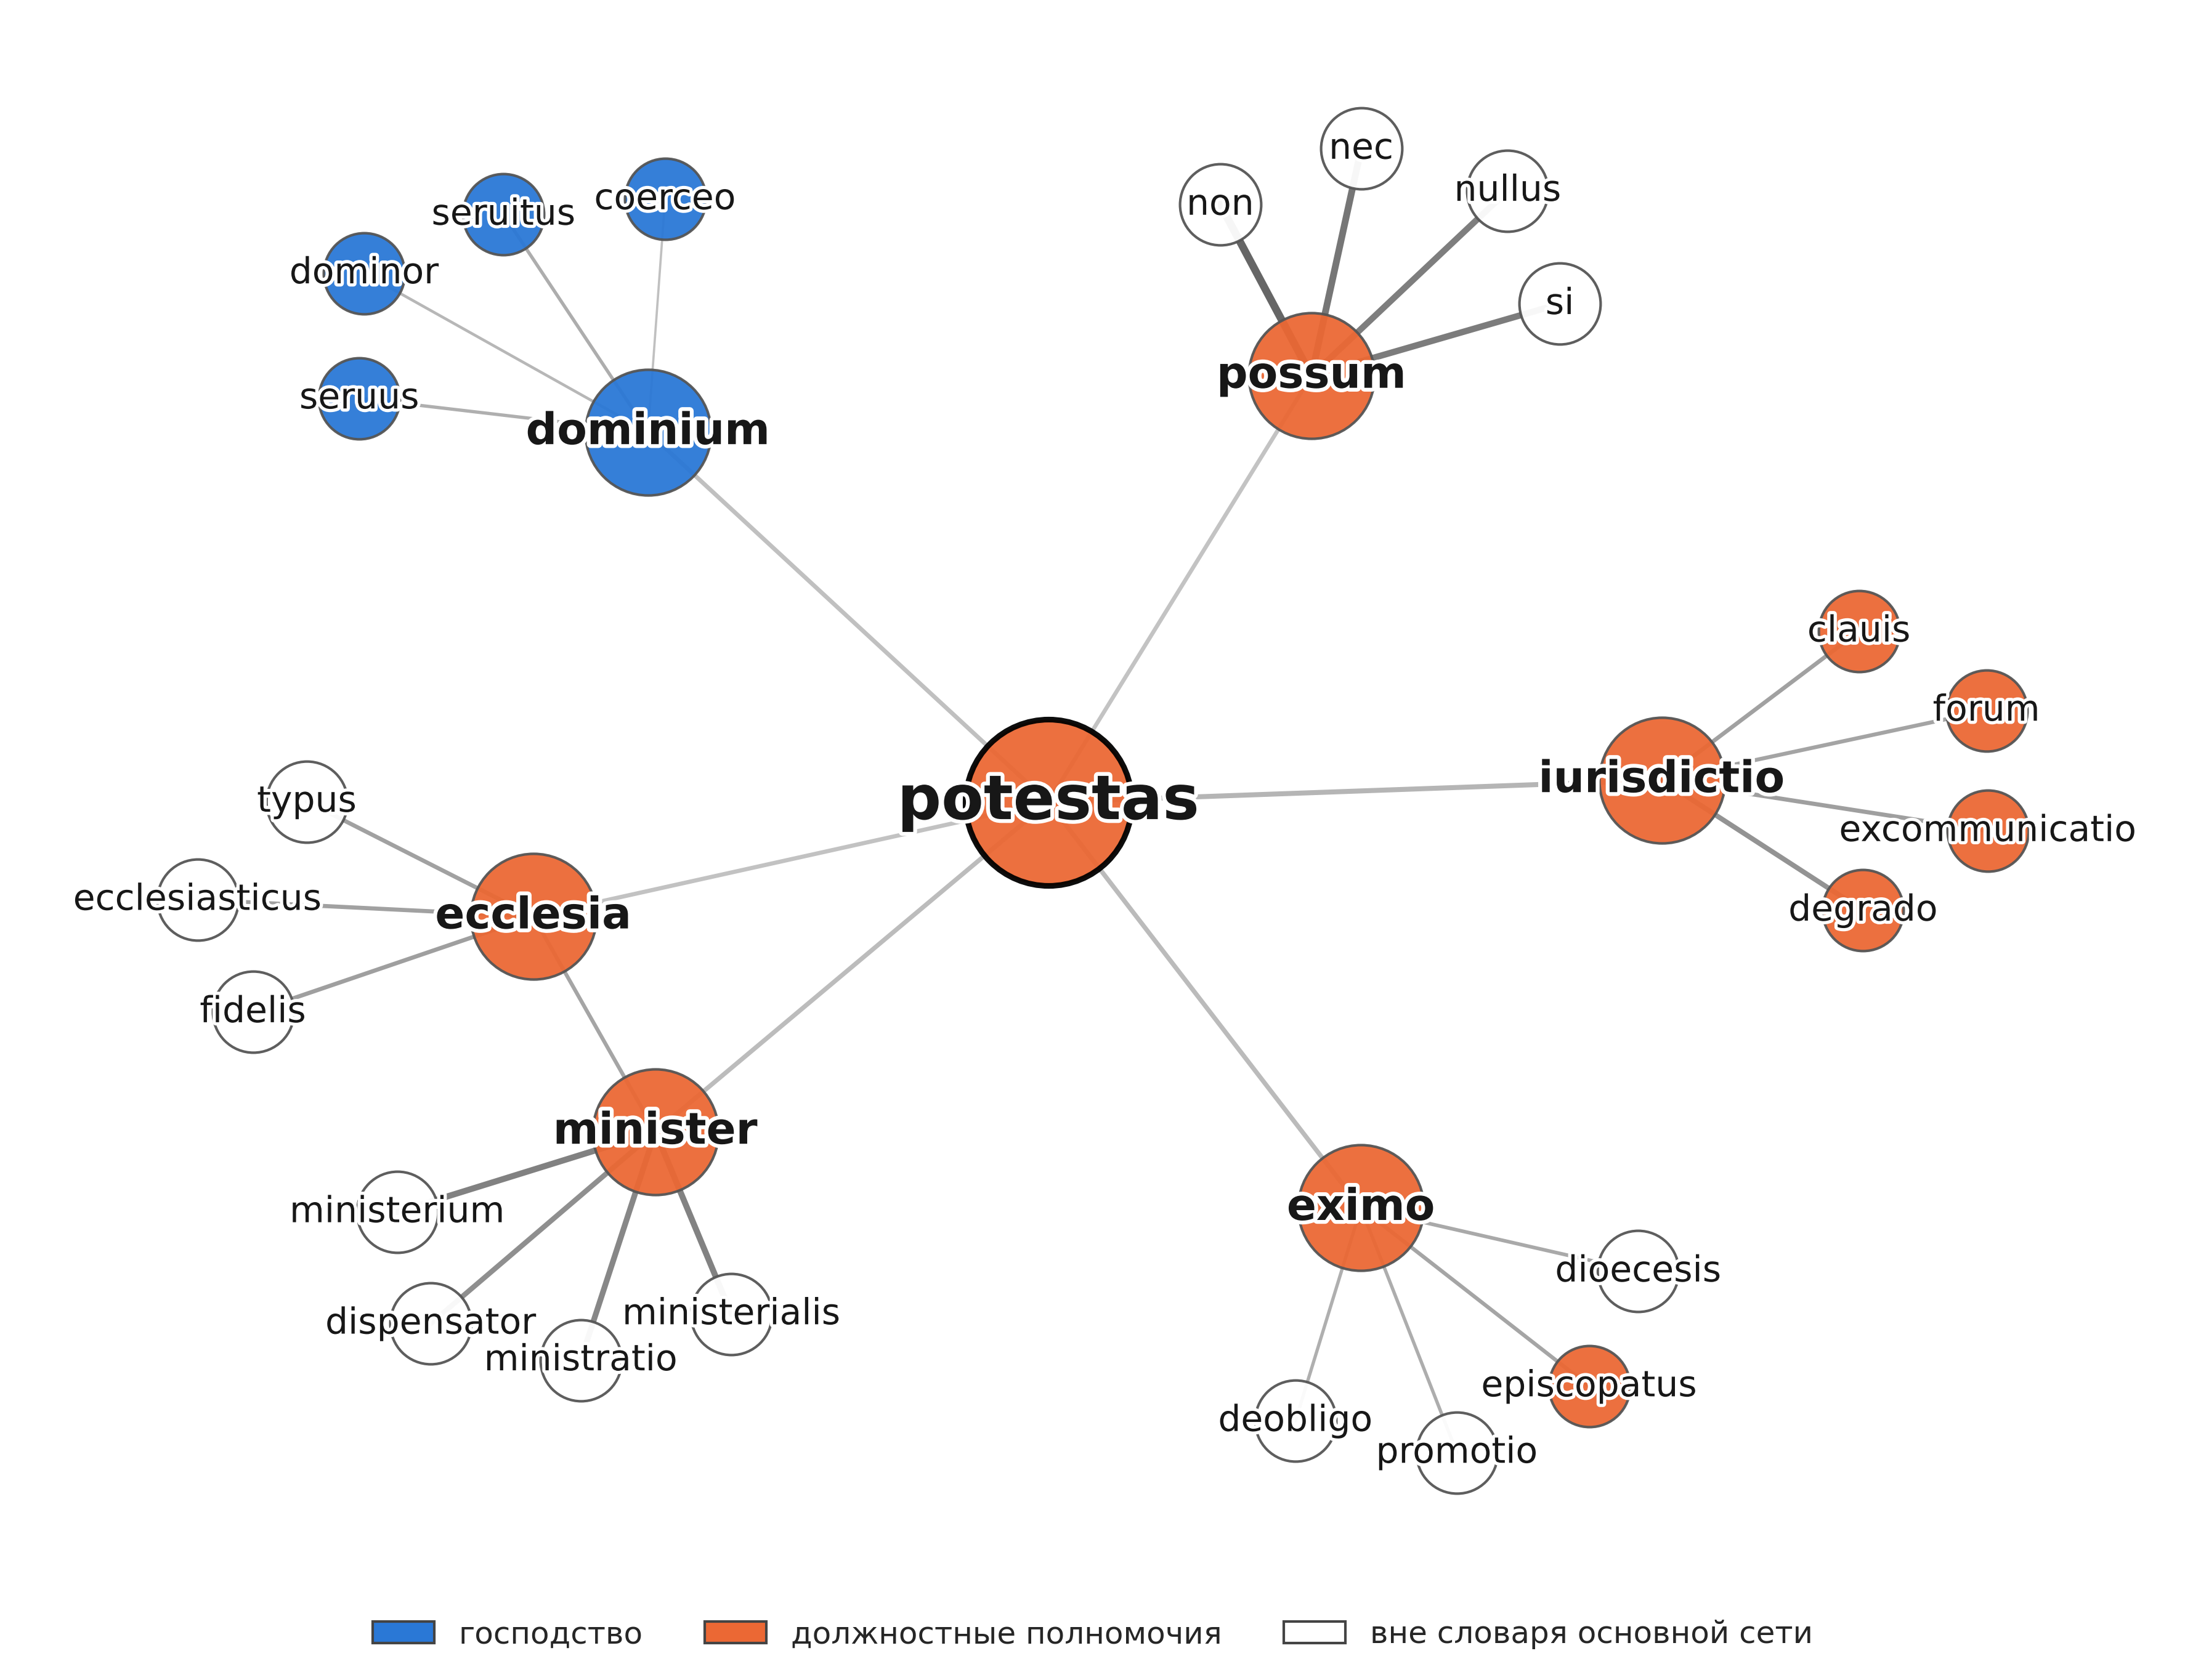 nec
non
nullus
coerceo
seruitus
dominor
si
possum
seruus
dominium
clauis
forum
iurisdictio
typus
potestas
excommunicatio
ecclesiasticus
ecclesia
degrado
fidelis
minister
eximo
ministerium
dioecesis
ministerialis
dispensator
ministratio
episcopatus
deobligo
promotio
господство
должностные полномочия
вне словаря основной сети